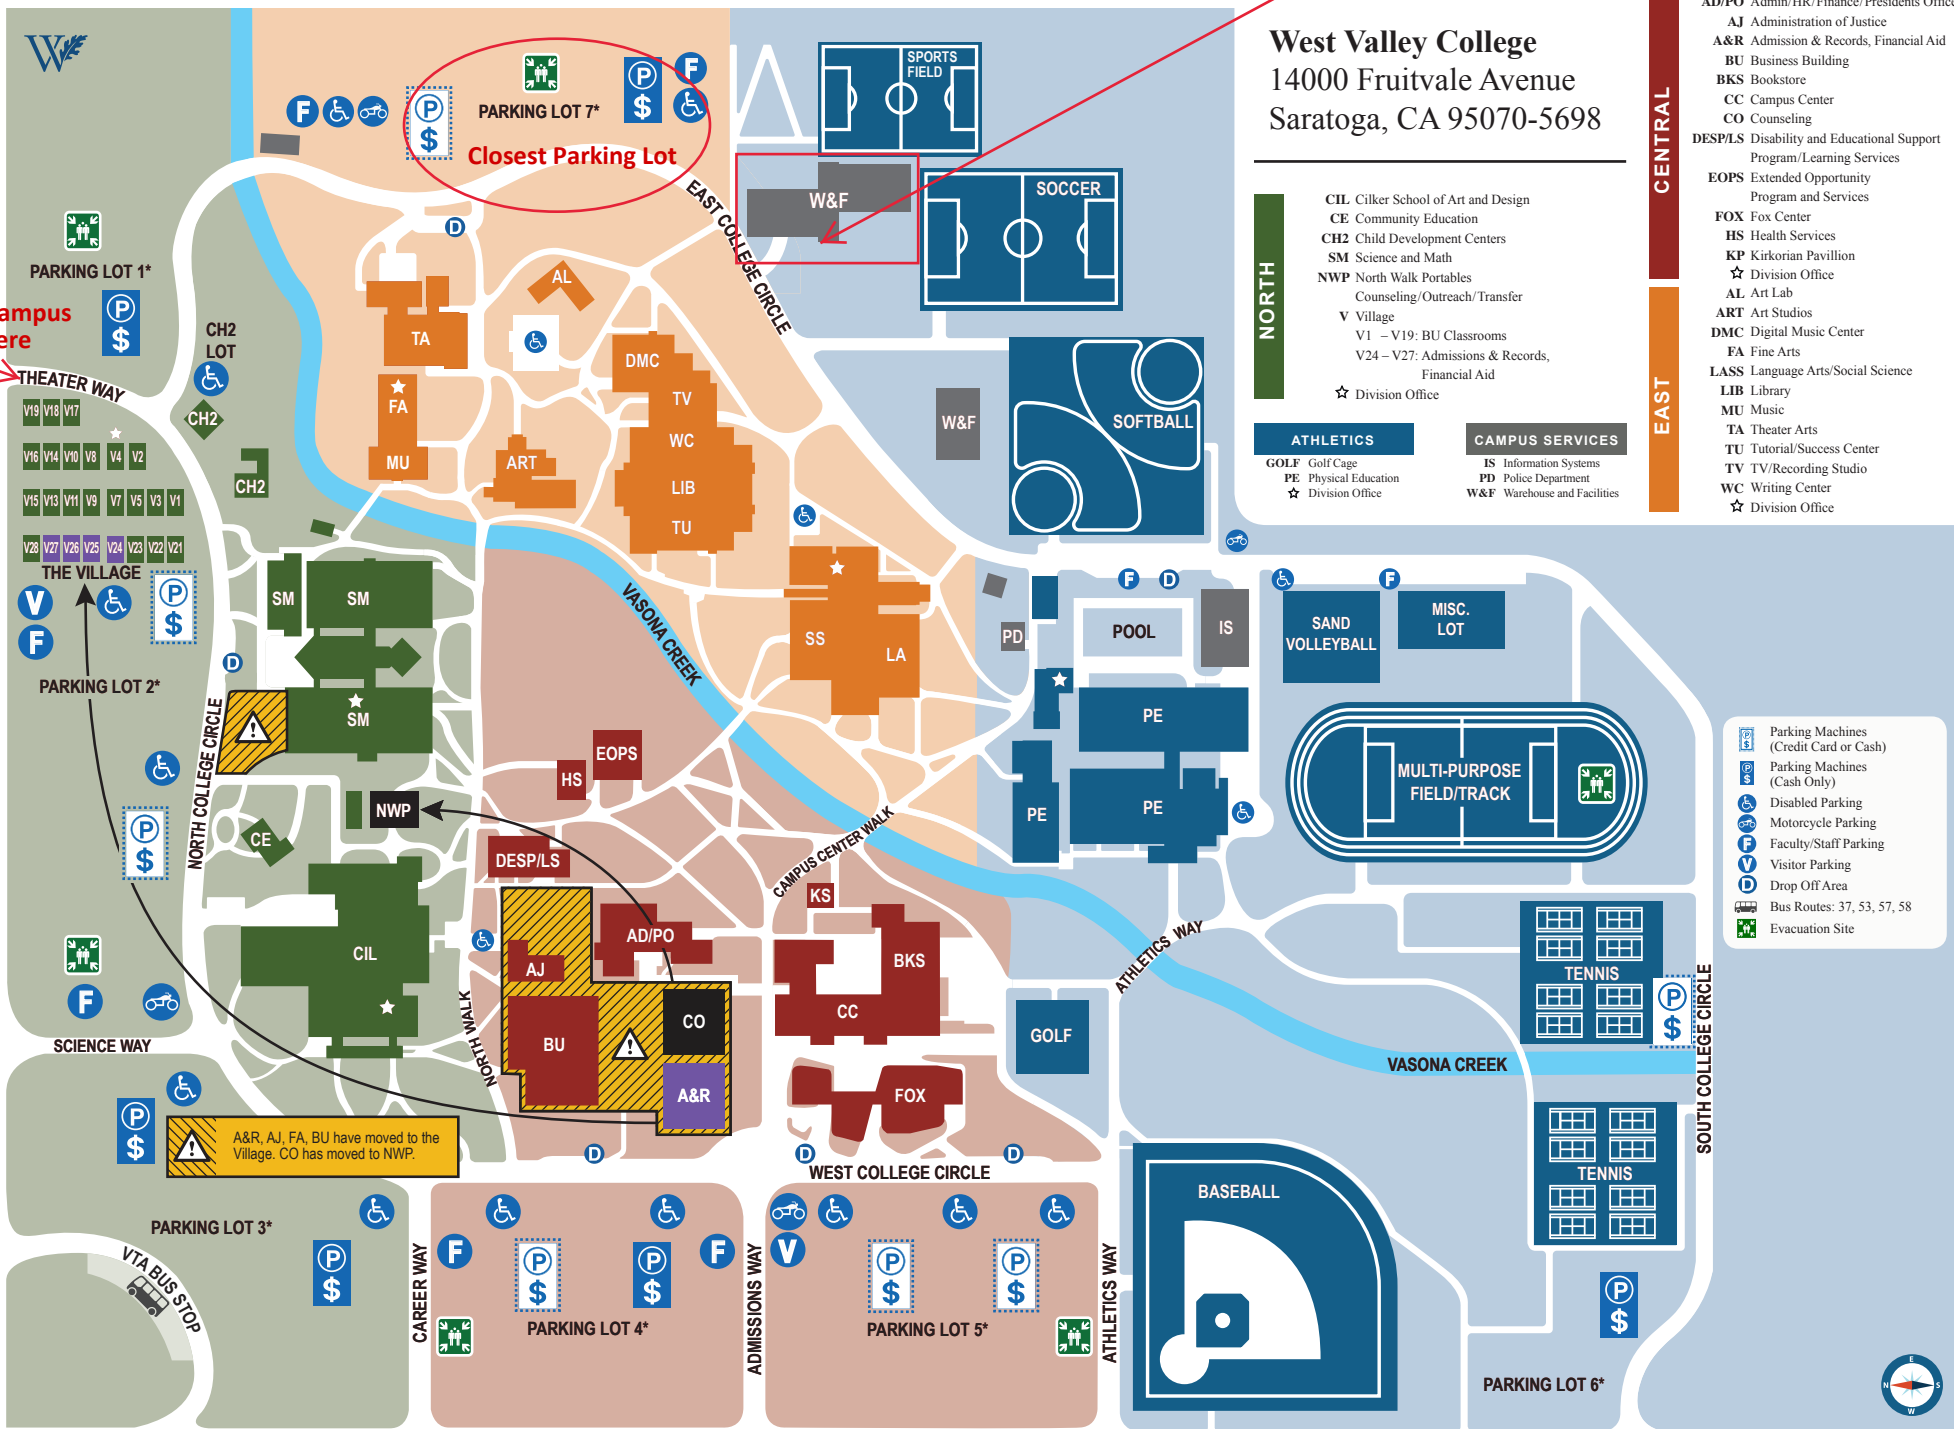 W
West Valley College
14000 Fruitvale Avenue
Saratoga, CA 95070-5698
NORTH
CIL Cilker School of Art and Design
CE Community Education
CH2 Child Development Centers
SM Science and Math
NWP North Walk Portables
Counseling/Outreach/Transfer
V Village
V1 – V19: BU Classrooms
V24 – V27: Admissions & Records,
Financial Aid
Division Office
ATHLETICS
GOLF Golf Cage
PE Physical Education
Division Office
CAMPUS SERVICES
IS Information Systems
PD Police Department
W&F Warehouse and Facilities
CENTRAL
AD/PO Admin/HR/Finance/Presidents Office
AJ Administration of Justice
A&R Admission & Records, Financial Aid
BU Business Building
BKS Bookstore
CC Campus Center
CO Counseling
DESP/LS Disability and Educational Support
Program/Learning Services
EOPS Extended Opportunity
Program and Services
FOX Fox Center
HS Health Services
KP Kirkorian Pavillion
Division Office
EAST
AL Art Lab
ART Art Studios
DMC Digital Music Center
FA Fine Arts
LASS Language Arts/Social Science
LIB Library
MU Music
TA Theater Arts
TU Tutorial/Success Center
TV TV/Recording Studio
WC Writing Center
Division Office
P
$
Parking Machines
(Credit Card or Cash)
P
$
Parking Machines
(Cash Only)
Disabled Parking
Motorcycle Parking
F Faculty/Staff Parking
V Visitor Parking
D Drop Off Area
Bus Routes: 37, 53, 57, 58
Evacuation Site
F
P
$
PARKING LOT 7*
P
$
F
Closest Parking Lot
SPORTS
FIELD
W&F
SOCCER
EAST COLLEGE CIRCLE
D
PARKING LOT 1*
P
$
ampus
ere
THEATER WAY
CH2
LOT
CH2
CH2
TA
AL
FA
MU
ART
DMC
TV
WC
LIB
TU
W&F
SOFTBALL
V19 V18 V17
V16 V14 V10 V8 V4 V2
V15 V13 V11 V9 V7 V5 V3 V1
V28 V27 V26 V25 V24 V23 V22 V21
THE VILLAGE
V
F
P
$
D
PARKING LOT 2*
NORTH COLLEGE CIRCLE
P
$
SM
SM
SM
NWP
CE
CIL
VASONA CREEK
SS
LA
PD
F
D
POOL
IS
F
SAND
VOLLEYBALL
MISC.
LOT
PE
PE
PE
MULTI-PURPOSE
FIELD/TRACK
EOPS
HS
DESP/LS
CAMPUS CENTER WALK
KS
AD/PO
AJ
BU
CO
A&R
BKS
CC
FOX
GOLF
ATHLETICS WAY
NORTH WALK
F
SCIENCE WAY
P
$
A&R, AJ, FA, BU have moved to the
Village. CO has moved to NWP.
D
D
D
WEST COLLEGE CIRCLE
VASONA CREEK
TENNIS
P
$
SOUTH COLLEGE CIRCLE
TENNIS
BASEBALL
PARKING LOT 3*
P
$
VTA BUS STOP
CAREER WAY
F
P
$
P
$
F
PARKING LOT 4*
ADMISSIONS WAY
V
P
$
P
$
PARKING LOT 5*
ATHLETICS WAY
P
$
PARKING LOT 6*
E
N
S
W